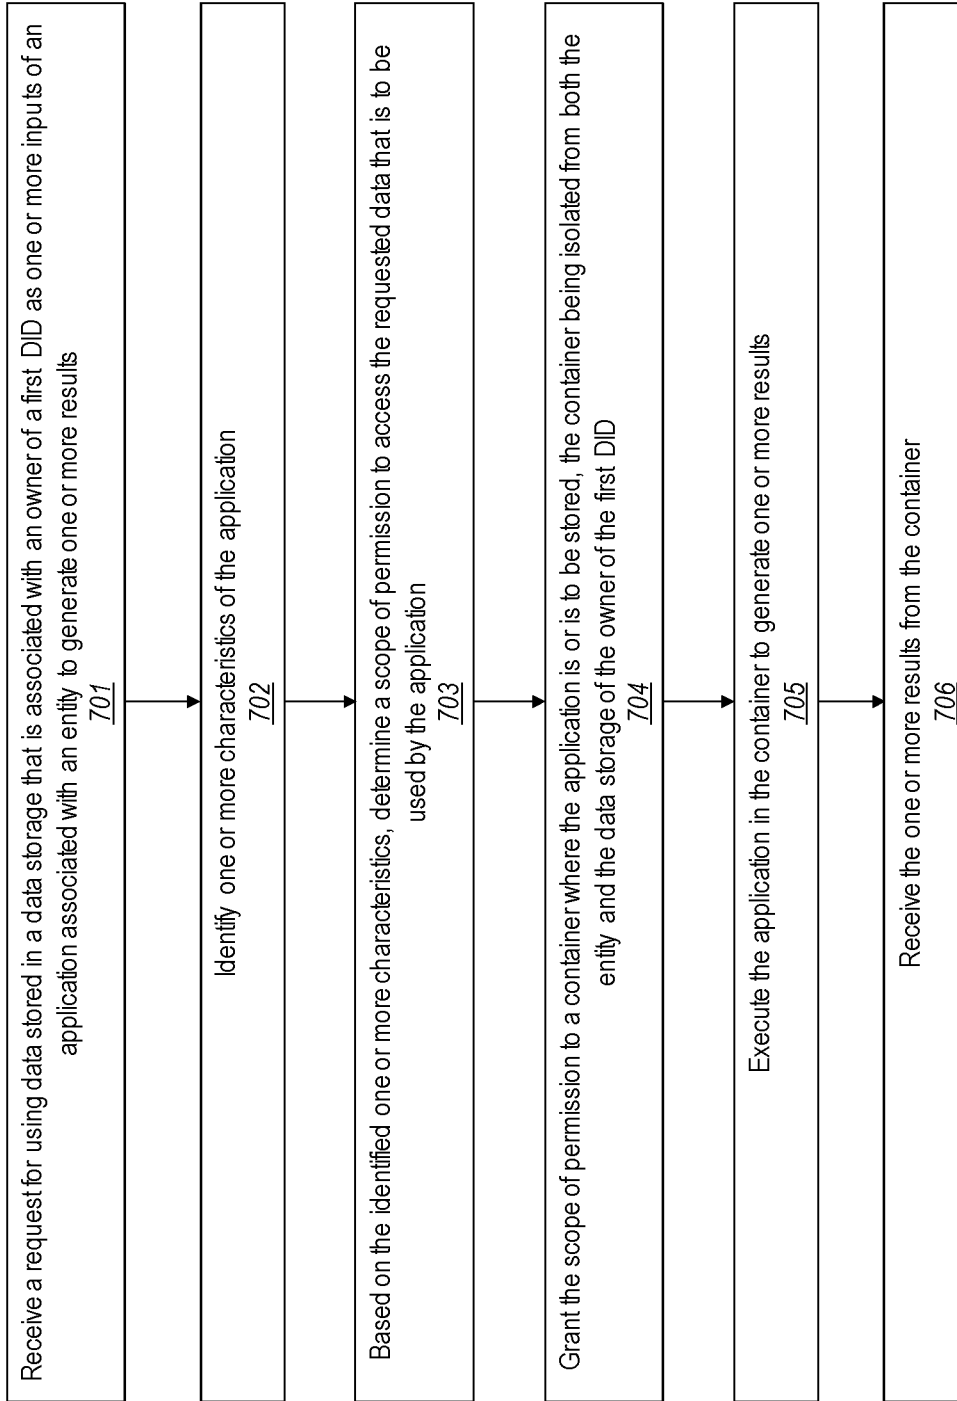 Receive a request for using data stored in a data storage that is associated with an owner of a first DID as one or more inputs of an
application associated with an entity to generate one or more results
701
Identify one or more characteristics of the application
702
Based on the identified one or more characteristics, determine a scope of permission to access the requested data that is to be
used by the application
703
Grant the scope of permission to a container where the application is or is to be stored, the container being isolated from both the
entity and the data storage of the owner of the first DID
704
Execute the application in the container to generate one or more results
705
Receive the one or more results from the container
706